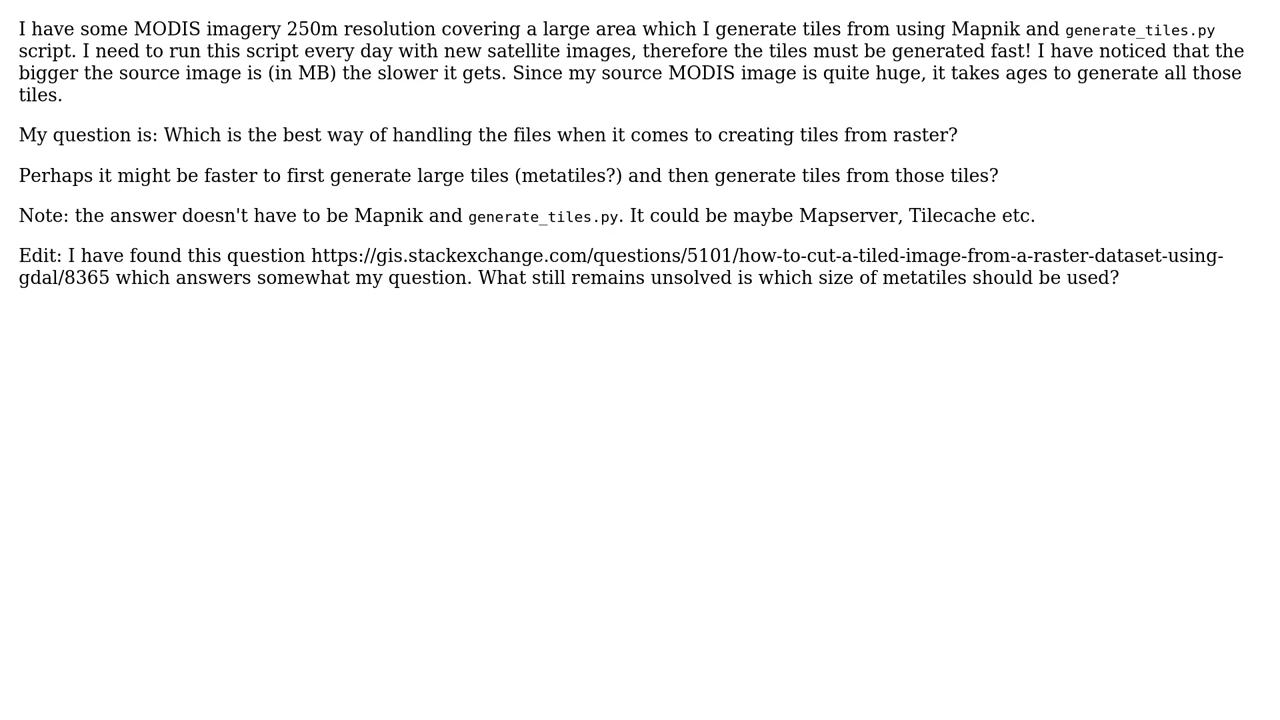 I have some MODIS imagery 250m resolution covering a large area which I generate tiles from using Mapnik and generate_tiles.py
script. I need to run this script every day with new satellite images, therefore the tiles must be generated fast! I have noticed that the
bigger the source image is (in MB) the slower it gets. Since my source MODIS image is quite huge, it takes ages to generate all those
tiles.
My question is: Which is the best way of handling the files when it comes to creating tiles from raster?
Perhaps it might be faster to first generate large tiles (metatiles?) and then generate tiles from those tiles?
Note: the answer doesn't have to be Mapnik and generate_tiles.py. It could be maybe Mapserver, Tilecache etc.
Edit: I have found this question https://gis.stackexchange.com/questions/5101/how-to-cut-a-tiled-image-from-a-raster-dataset-using-
gdal/8365 which answers somewhat my question. What still remains unsolved is which size of metatiles should be used?